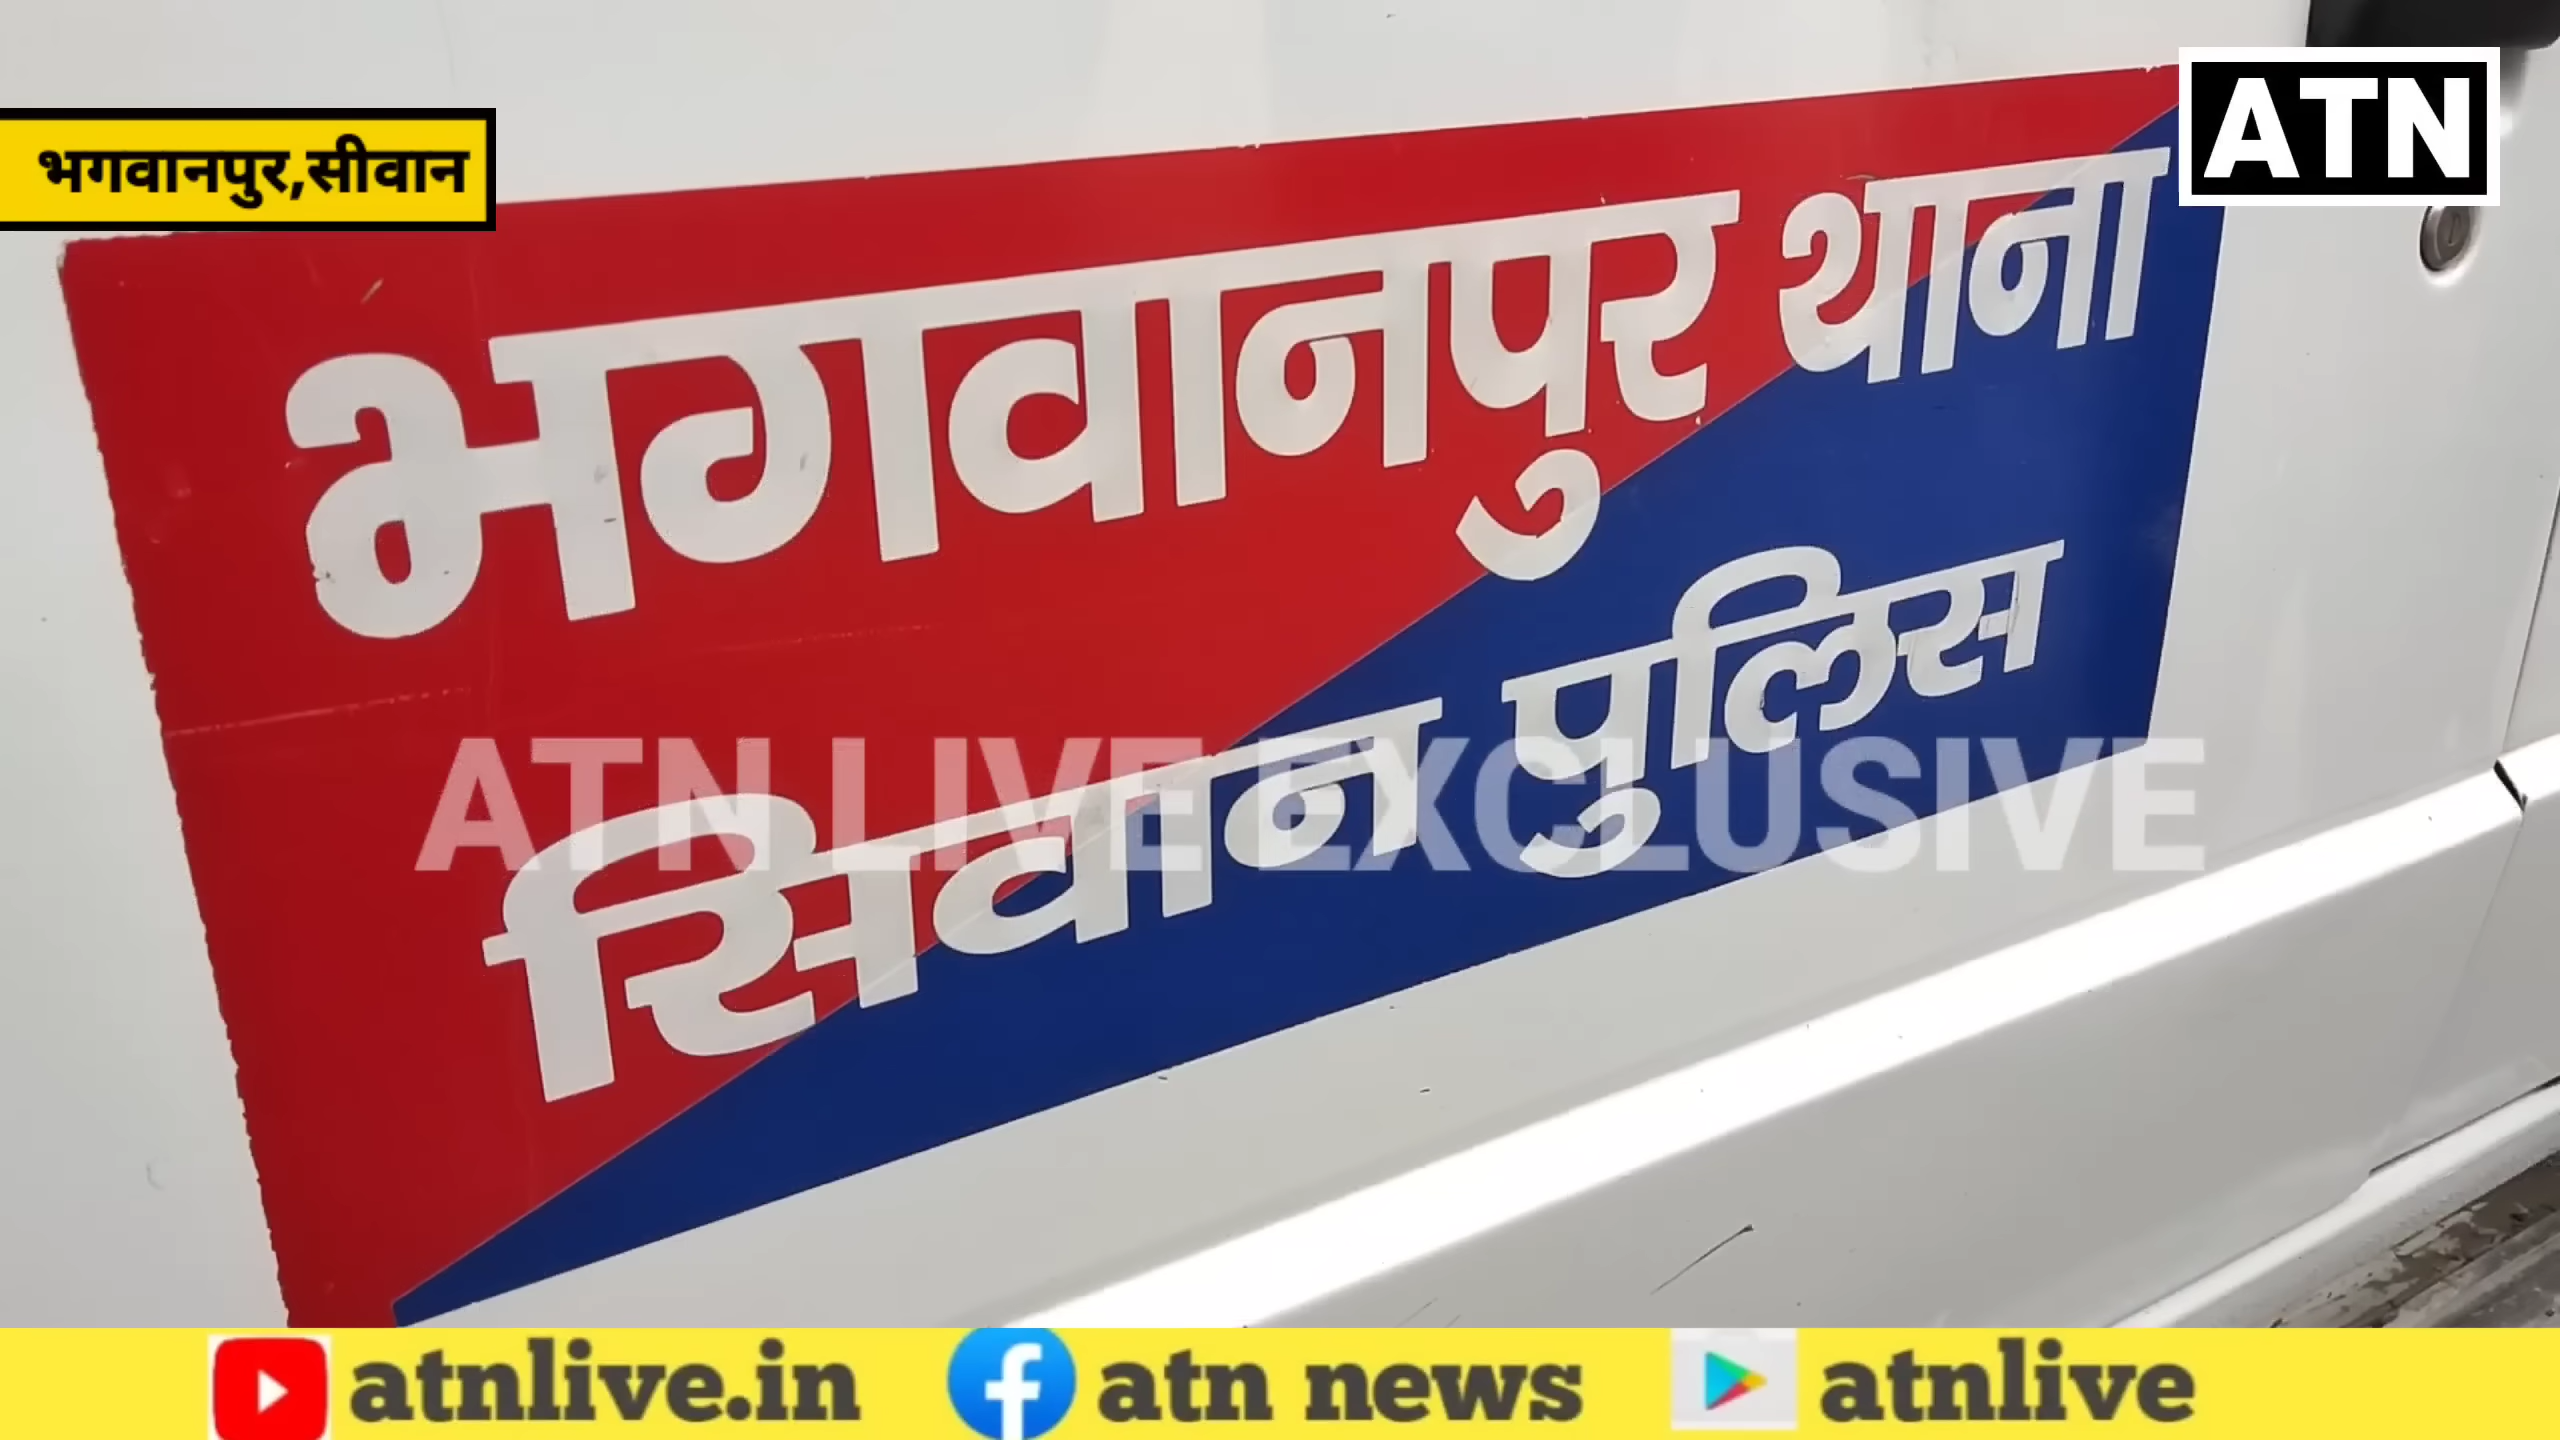 ATN
भगवानपुर,सीवान
भगवानपुर थाना
सिवान पुलिस
ATN LIVE EXCLUSIVE
atnlive.in
atn news
atnlive